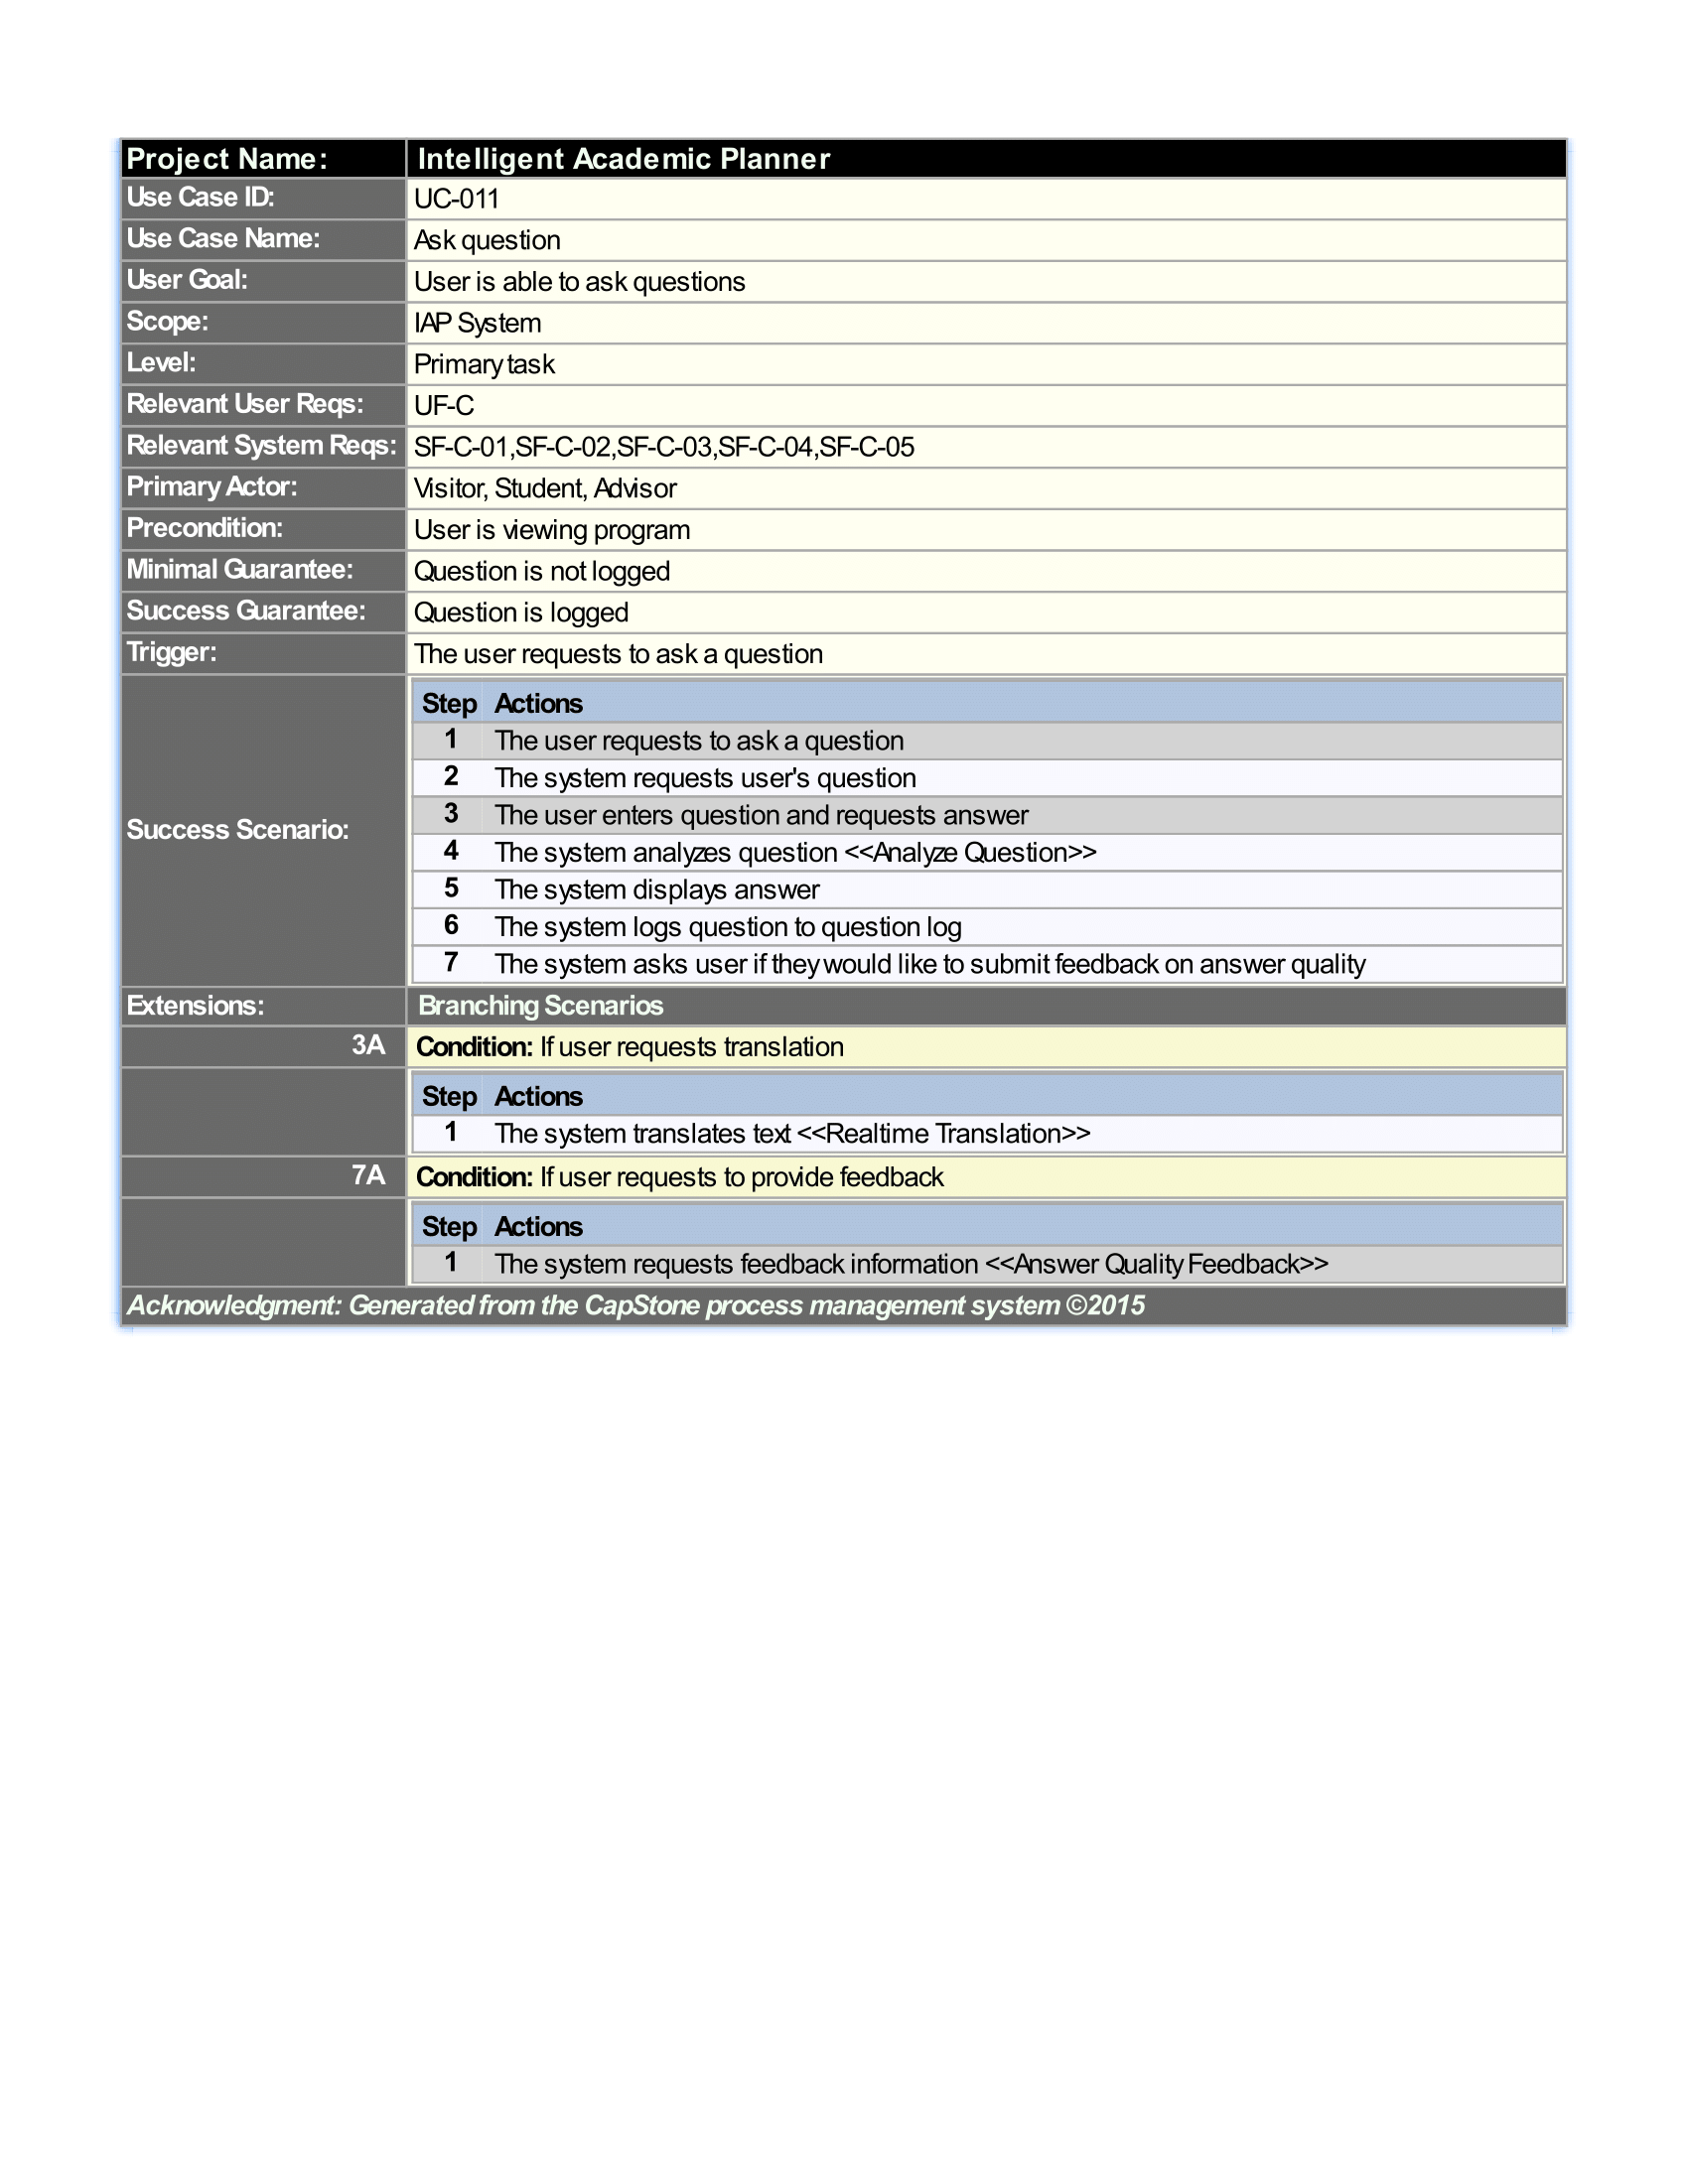 Project Name: Intelligent Academic Planner
Use Case ID: UC-011
Use Case Name: Ask question
User Goal: User is able to ask questions
Scope: IAP System
Level: Primary task
Relevant User Reqs: UF-C
Relevant System Reqs: SF-C-01,SF-C-02,SF-C-03,SF-C-04,SF-C-05
Primary Actor: Visitor, Student, Advisor
Precondition: User is viewing program
Minimal Guarantee: Question is not logged
Success Guarantee: Question is logged
Trigger: The user requests to ask a question
Success Scenario:
Step Actions
1 The user requests to ask a question
2 The system requests user's question
3 The user enters question and requests answer
4 The system analyzes question <<Analyze Question>>
5 The system displays answer
6 The system logs question to question log
7 The system asks user if they would like to submit feedback on answer quality
Extensions: Branching Scenarios
3A Condition: If user requests translation
Step Actions
1 The system translates text <<Realtime Translation>>
7A Condition: If user requests to provide feedback
Step Actions
1 The system requests feedback information <<Answer Quality Feedback>>
Acknowledgment: Generated from the CapStone process management system ©2015